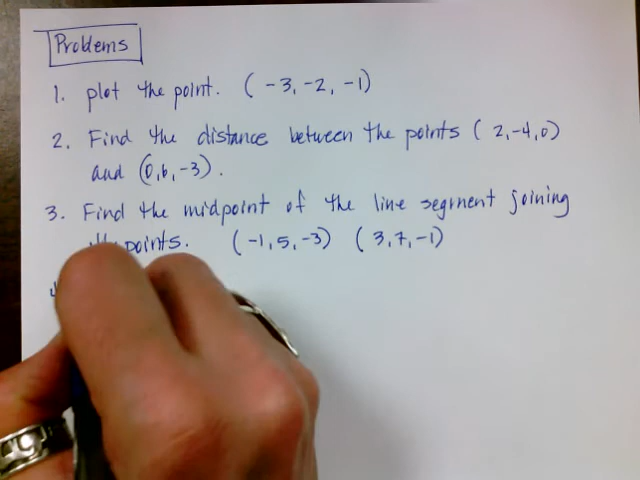 Problems
1. plot the point. (-3, -2, -1)
2. Find the distance between the points (2, -4, 0)
and (0, 6, -3).
3. Find the midpoint of the line segment joining
the points. (-1, 5, -3) (3, 7, -1)